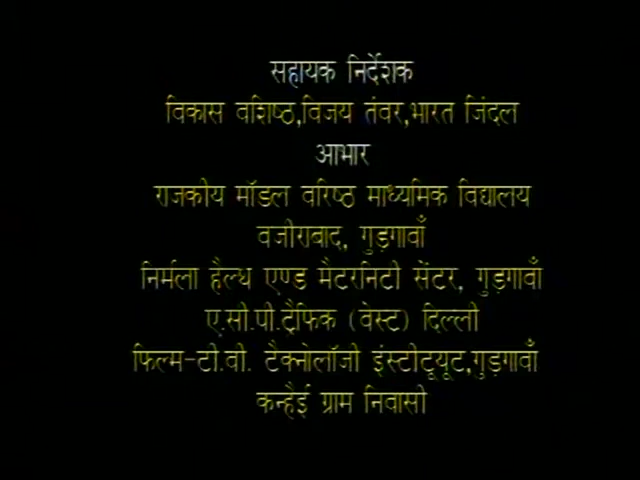 सहायक निर्देशक
विकास वशिष्ठ,विजय तंवर,भारत जिंदल
आभार
राजकीय मॉडल वरिष्ठ माध्यमिक विद्यालय
वजीराबाद, गुड़गावाँ
निर्मला हैल्थ एण्ड मैटरनिटी सेंटर, गुड़गावाँ
ए.सी.पी.ट्रैफिक (वेस्ट) दिल्ली
फिल्म-टी.वी. टैक्नोलॉजी इंस्टीटूयूट,गुड़गावाँ
कन्हैई ग्राम निवासी